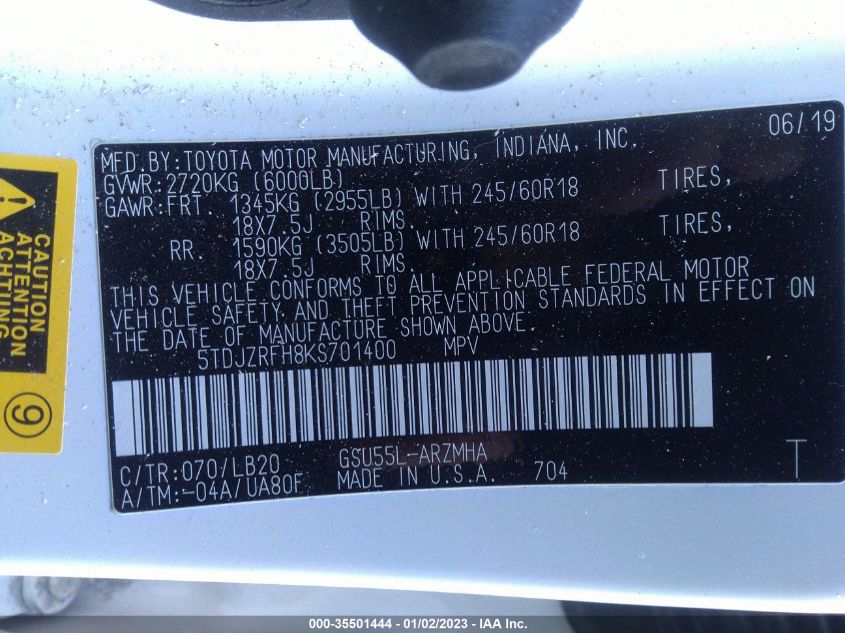 06/19
MFD.BY:TOYOTA MOTOR MANUFACTURING, INDIANA, INC.
GVWR:2720KG (6000LB)
GAWR:FRT. 1345KG (2955LB) WITH 245/60R18 TIRES,
18X7.5J RIMS.
RR. 1590KG (3505LB) WITH 245/60R18 TIRES,
18X7.5J RIMS.
THIS VEHICLE CONFORMS TO ALL APPLICABLE FEDERAL MOTOR
VEHICLE SAFETY AND THEFT PREVENTION STANDARDS IN EFFECT ON
THE DATE OF MANUFACTURE SHOWN ABOVE.
5TDJZRFH8KS701400 MPV
C/TR:070/LB20 GSU55L-ARZMHA T
A/TM:-04A/UA80F MADE IN U.S.A. 704
CAUTION
ATTENTION
ACHTUNG
9
000-35501444 - 01/02/2023 - IAA Inc.